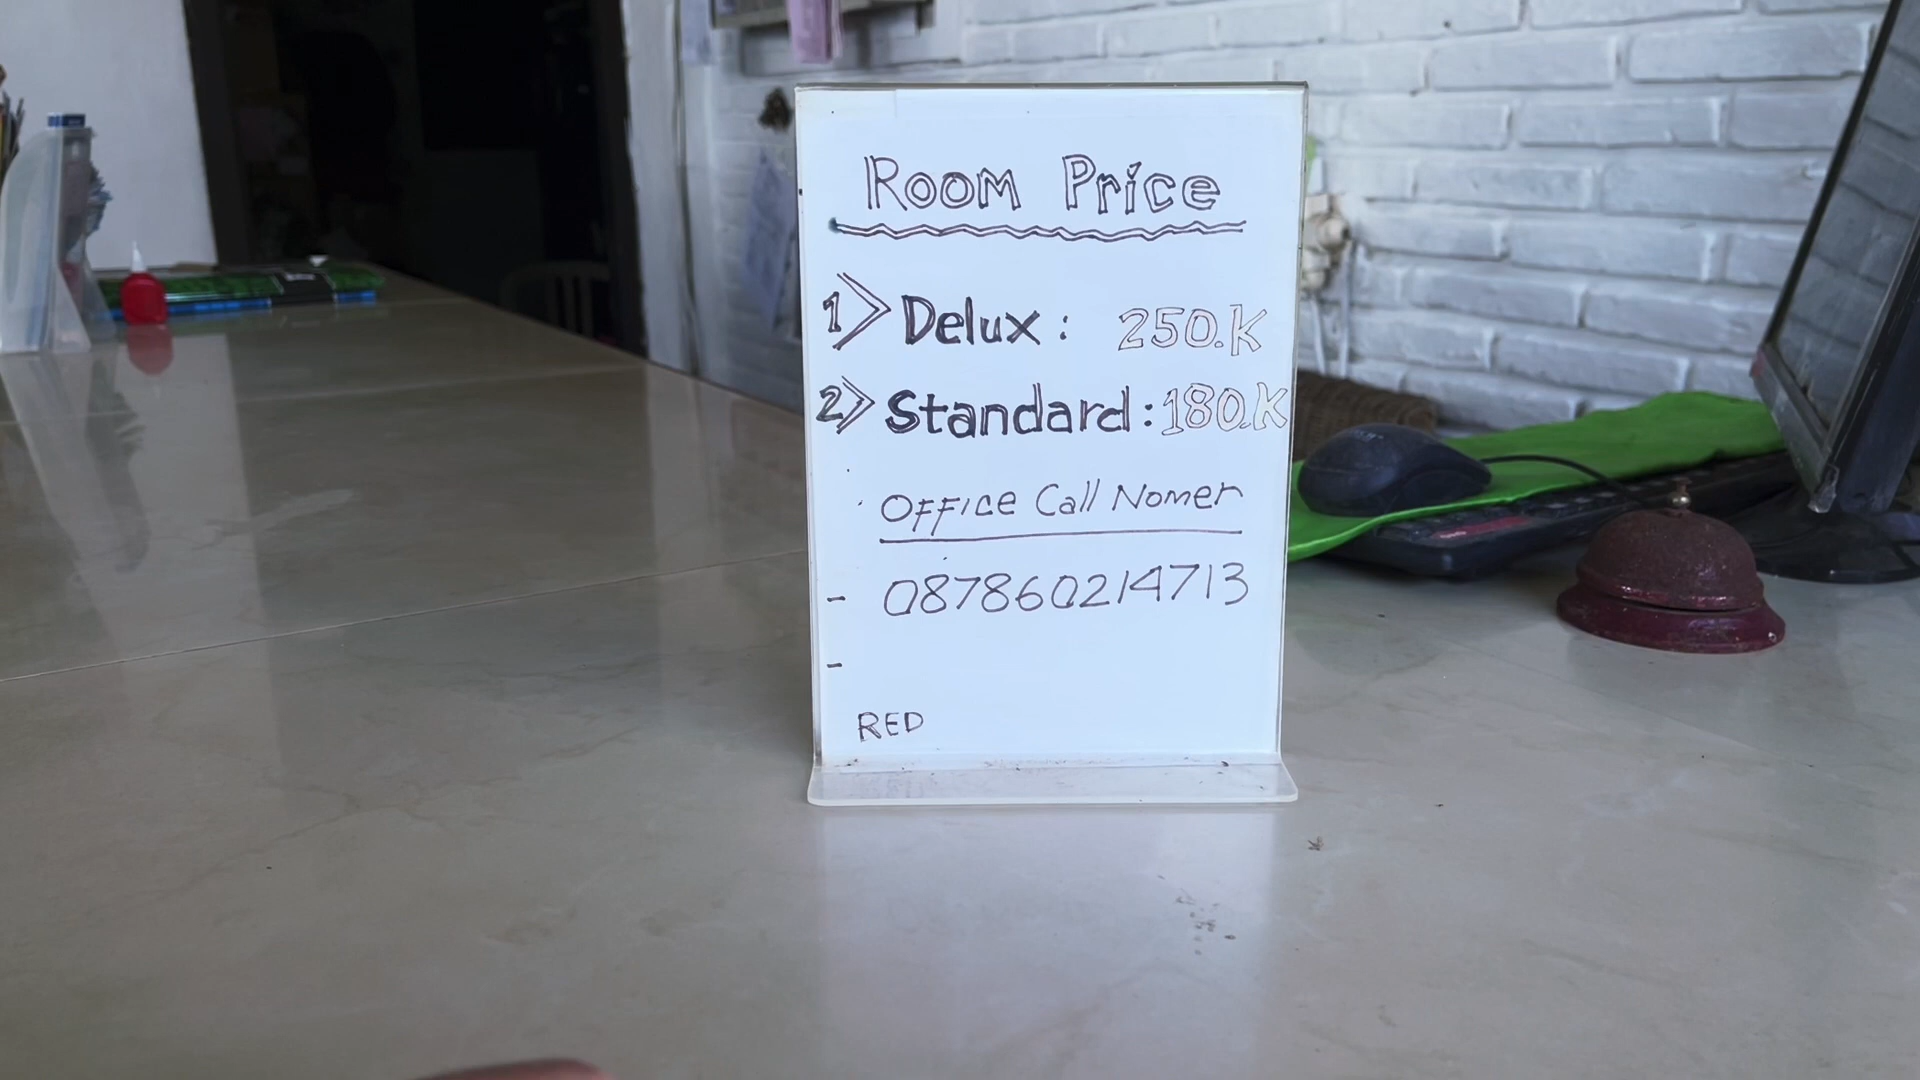 Room Price
1> Delux : 250.K
2> Standard : 180.K
Office Call Nomer
- 087860214713
-
RED